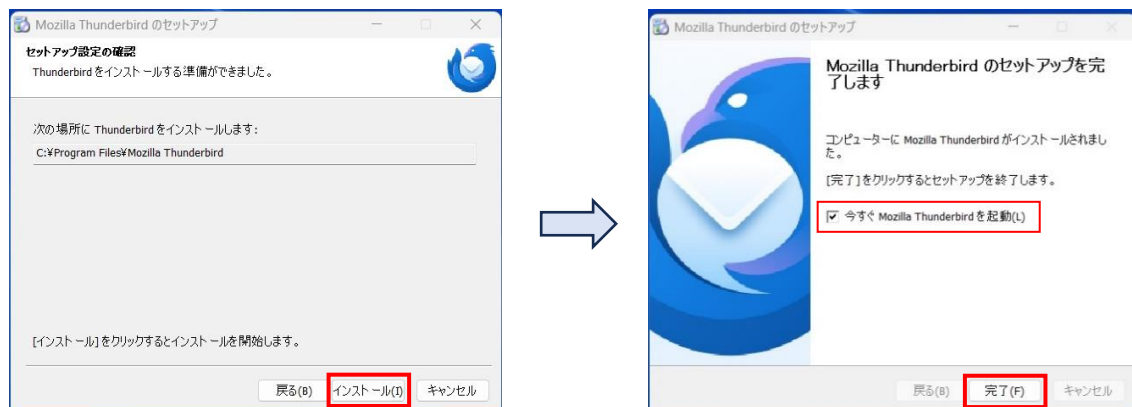 Mozilla Thunderbird のセットアップ
セットアップ設定の確認
Thunderbird をインストールする準備ができました。
次の場所に Thunderbird をインストールします:
C:¥Program Files¥Mozilla Thunderbird
[インストール] をクリックするとインストールを開始します。
戻る(B) インストール(I) キャンセル
Mozilla Thunderbird のセットアップ
Mozilla Thunderbird のセットアップを完
了します
コンピューターに Mozilla Thunderbird がインストールされまし
た。
[完了] をクリックするとセットアップを終了します。
今すぐ Mozilla Thunderbird を起動(L)
戻る(B) 完了(F) キャンセル